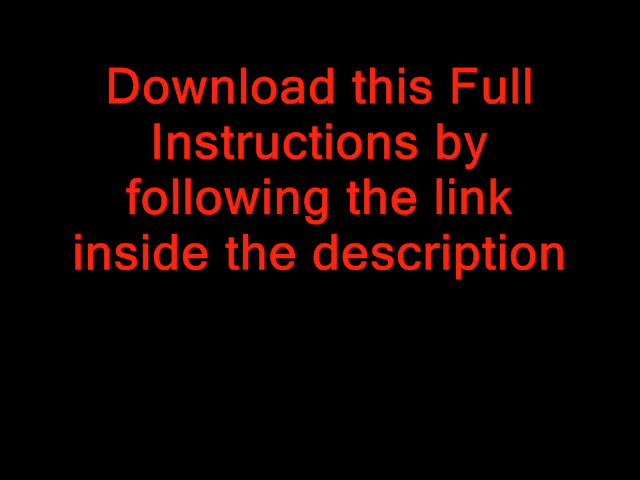 Download this Full
Instructions by
following the link
inside the description